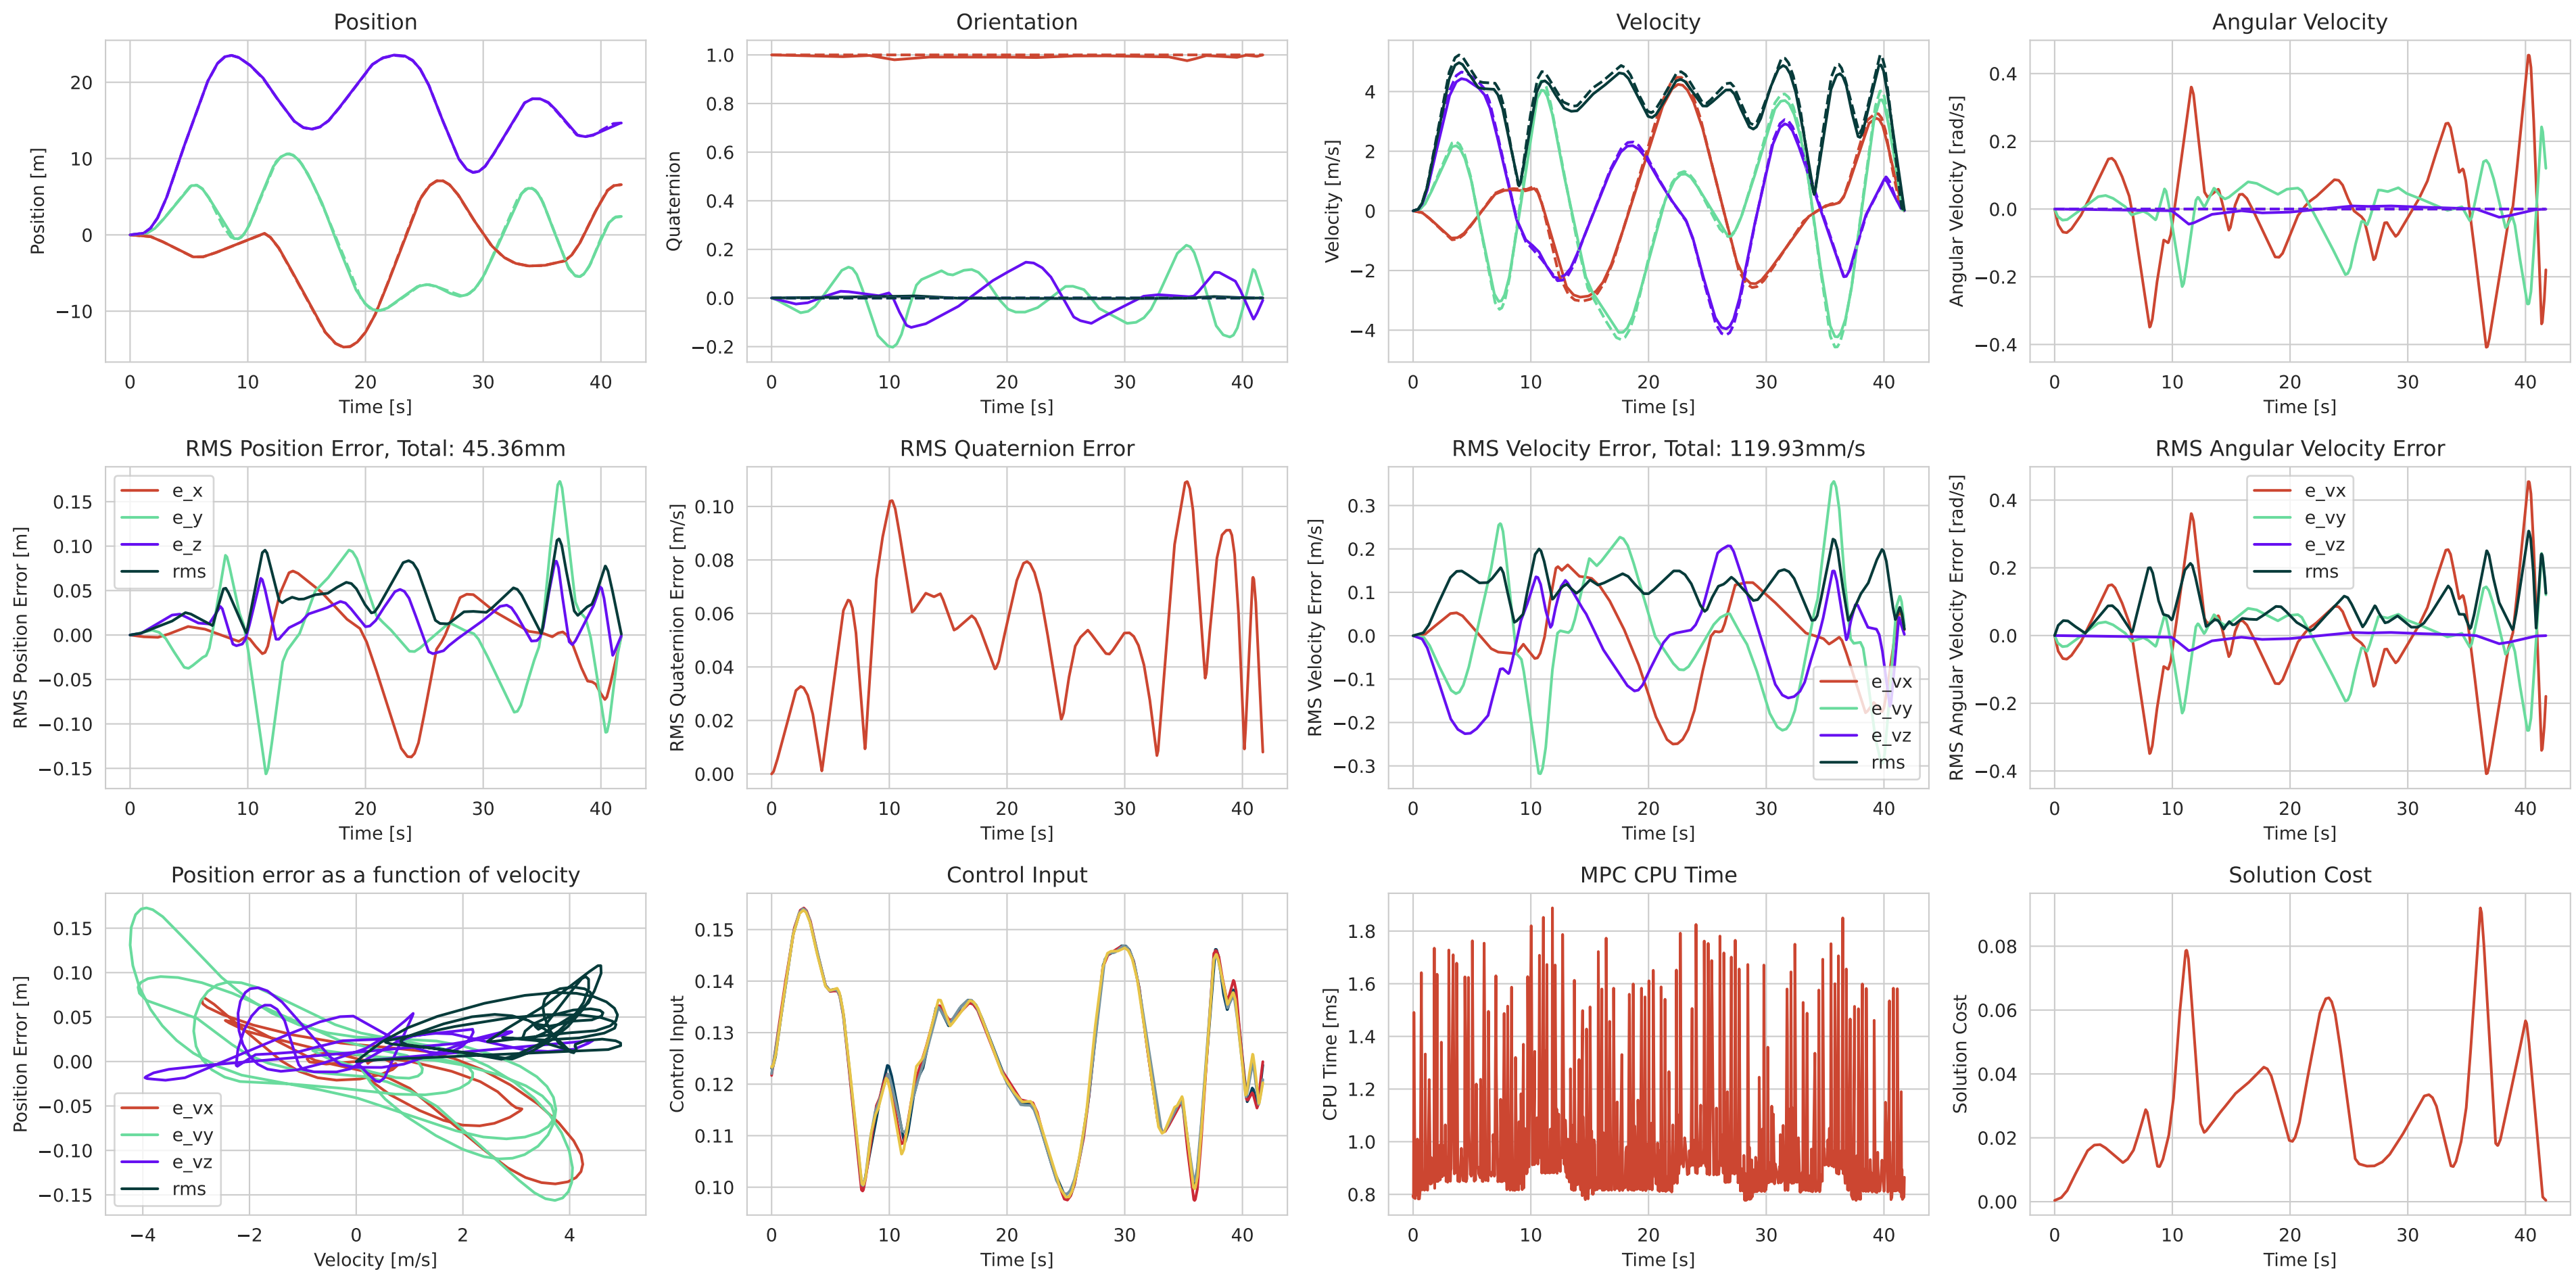 Position
Position [m]
20
10
0
−10
0 10 20 30 40
Time [s]
Orientation
Quaternion
1.0
0.8
0.6
0.4
0.2
0.0
−0.2
0 10 20 30 40
Time [s]
Velocity
Velocity [m/s]
4
2
0
−2
−4
0 10 20 30 40
Time [s]
Angular Velocity
Angular Velocity [rad/s]
0.4
0.2
0.0
−0.2
−0.4
0 10 20 30 40
Time [s]
RMS Position Error, Total: 45.36mm
RMS Position Error [m]
0.15
0.10
0.05
0.00
−0.05
−0.10
−0.15
e_x
e_y
e_z
rms
0 10 20 30 40
Time [s]
RMS Quaternion Error
RMS Quaternion Error [m/s]
0.10
0.08
0.06
0.04
0.02
0.00
0 10 20 30 40
Time [s]
RMS Velocity Error, Total: 119.93mm/s
RMS Velocity Error [m/s]
0.3
0.2
0.1
0.0
−0.1
−0.2
−0.3
e_vx
e_vy
e_vz
rms
0 10 20 30 40
Time [s]
RMS Angular Velocity Error
RMS Angular Velocity Error [rad/s]
0.4
0.2
0.0
−0.2
−0.4
e_vx
e_vy
e_vz
rms
0 10 20 30 40
Time [s]
Position error as a function of velocity
Position Error [m]
0.15
0.10
0.05
0.00
−0.05
−0.10
−0.15
e_vx
e_vy
e_vz
rms
−4 −2 0 2 4
Velocity [m/s]
Control Input
Control Input
0.15
0.14
0.13
0.12
0.11
0.10
0 10 20 30 40
Time [s]
MPC CPU Time
CPU Time [ms]
1.8
1.6
1.4
1.2
1.0
0.8
0 10 20 30 40
Time [s]
Solution Cost
Solution Cost
0.08
0.06
0.04
0.02
0.00
0 10 20 30 40
Time [s]